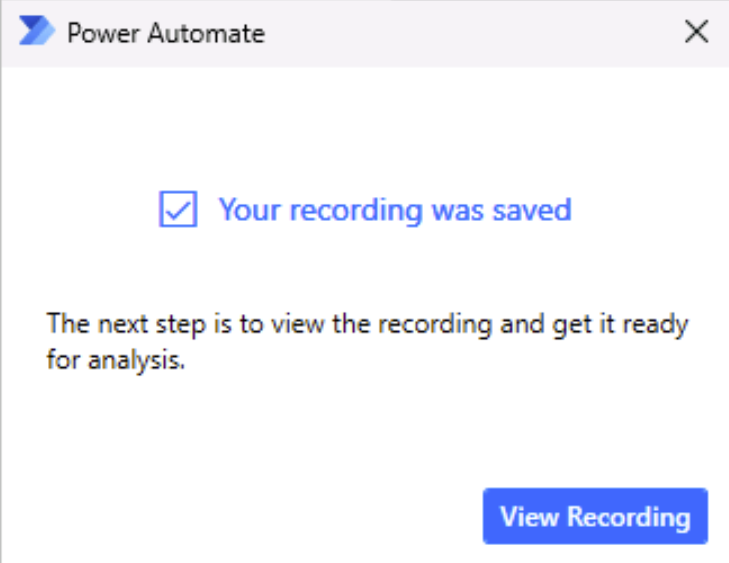 Power Automate
Your recording was saved
The next step is to view the recording and get it ready
for analysis.
View Recording